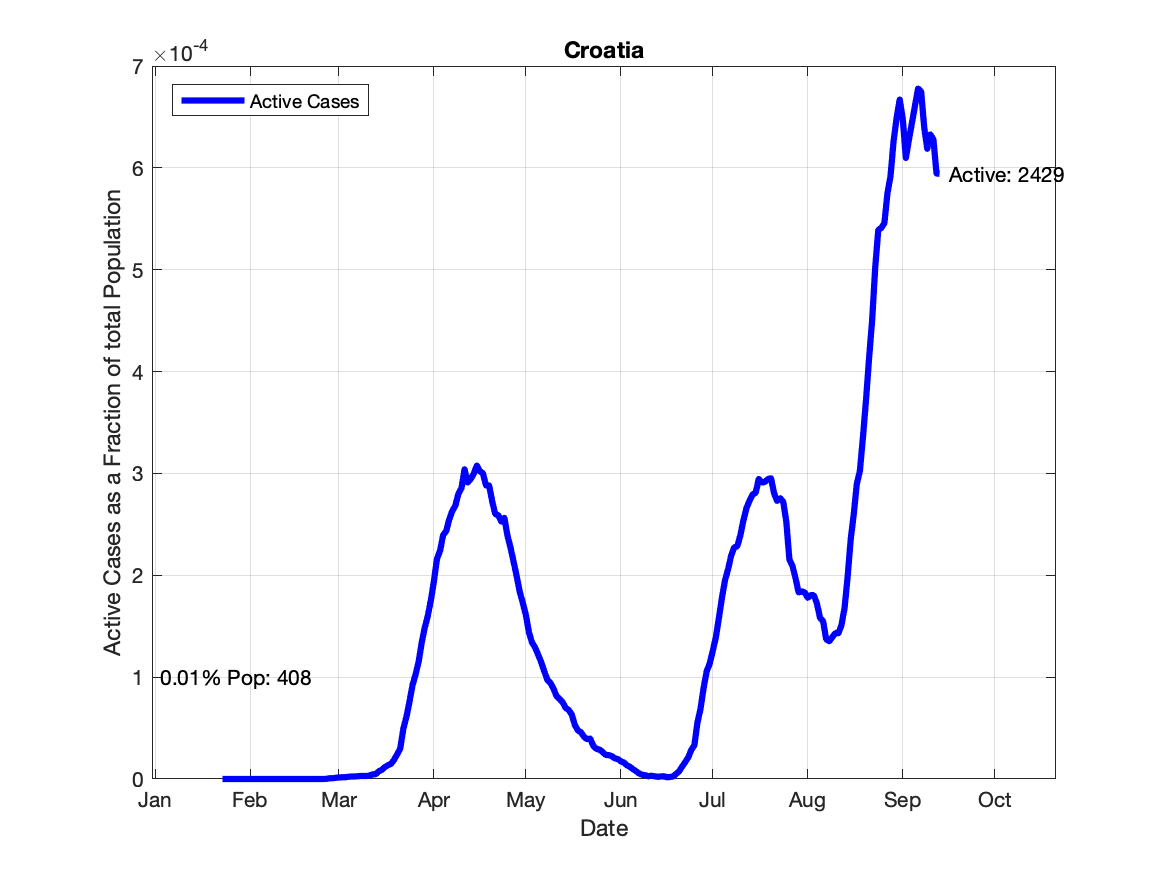 Croatia
×10-4
7
6
5
4
3
2
1
0
Active Cases
Active: 2429
0.01% Pop: 408
Active Cases as a Fraction of total Population
Jan Feb Mar Apr May Jun Jul Aug Sep Oct
Date